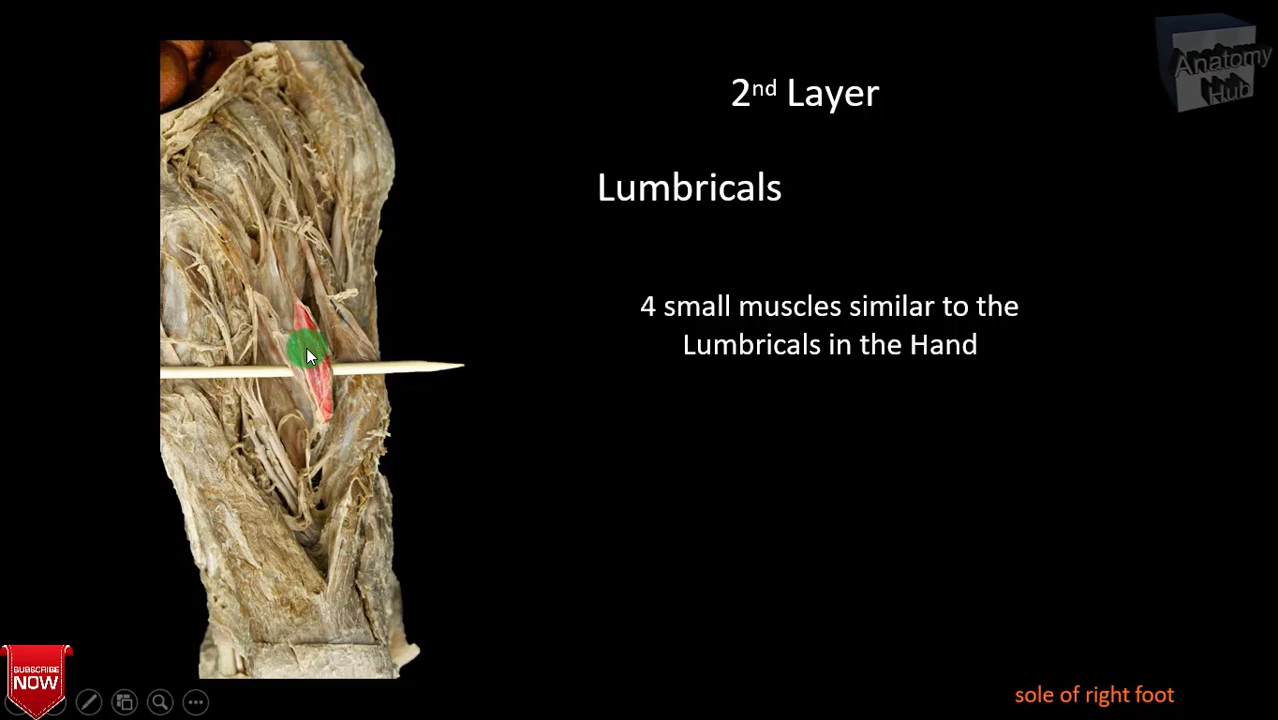 Anatomy
Hub
2nd Layer
Lumbricals
4 small muscles similar to the
Lumbricals in the Hand
SUBSCRIBE
NOW
sole of right foot